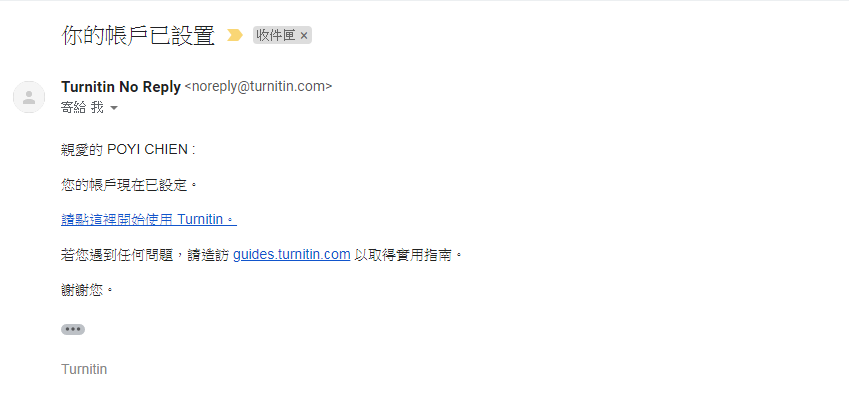 你的帳戶已設置 收件匣 ×
Turnitin No Reply <noreply@turnitin.com>
寄給 我
親愛的 POYI CHIEN :
您的帳戶現在已設定。
請點這裡開始使用 Turnitin。
若您遇到任何問題，請造訪 guides.turnitin.com 以取得實用指南。
謝謝您。
Turnitin